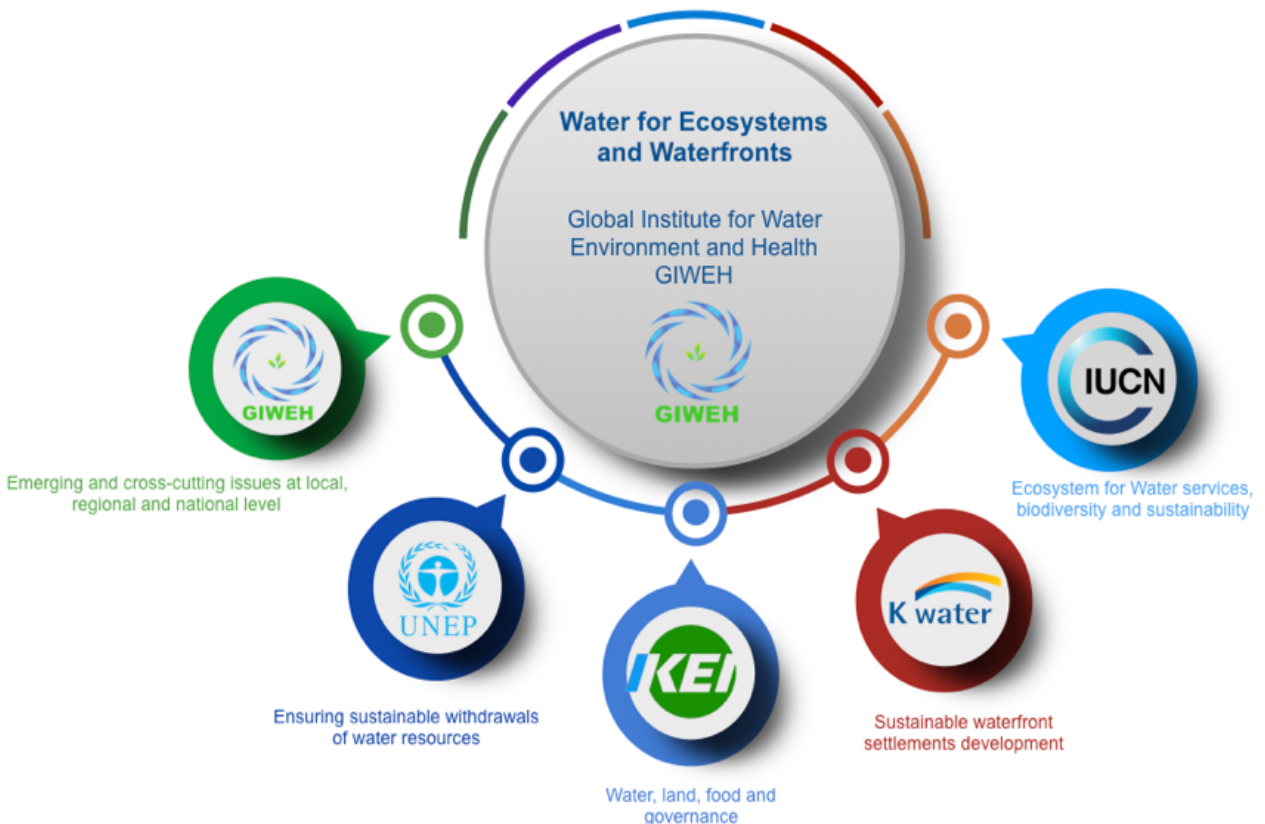 Water for Ecosystems
and Waterfronts
Global Institute for Water
Environment and Health
GIWEH
GIWEH
GIWEH
Emerging and cross-cutting issues at local,
regional and national level
UNEP
Ensuring sustainable withdrawals
of water resources
KEI
Water, land, food and
governance
K water
Sustainable waterfront
settlements development
IUCN
Ecosystem for Water services,
biodiversity and sustainability